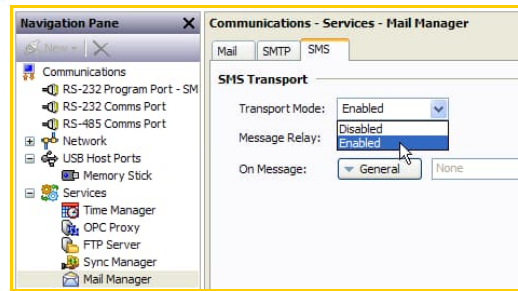 Navigation Pane
New
Communications
RS-232 Program Port - SM
RS-232 Comms Port
RS-485 Comms Port
Network
USB Host Ports
Memory Stick
Services
Time Manager
OPC Proxy
FTP Server
Sync Manager
Mail Manager
Communications - Services - Mail Manager
Mail SMTP SMS
SMS Transport
Transport Mode: Enabled
Disabled
Enabled
Message Relay:
On Message: General None